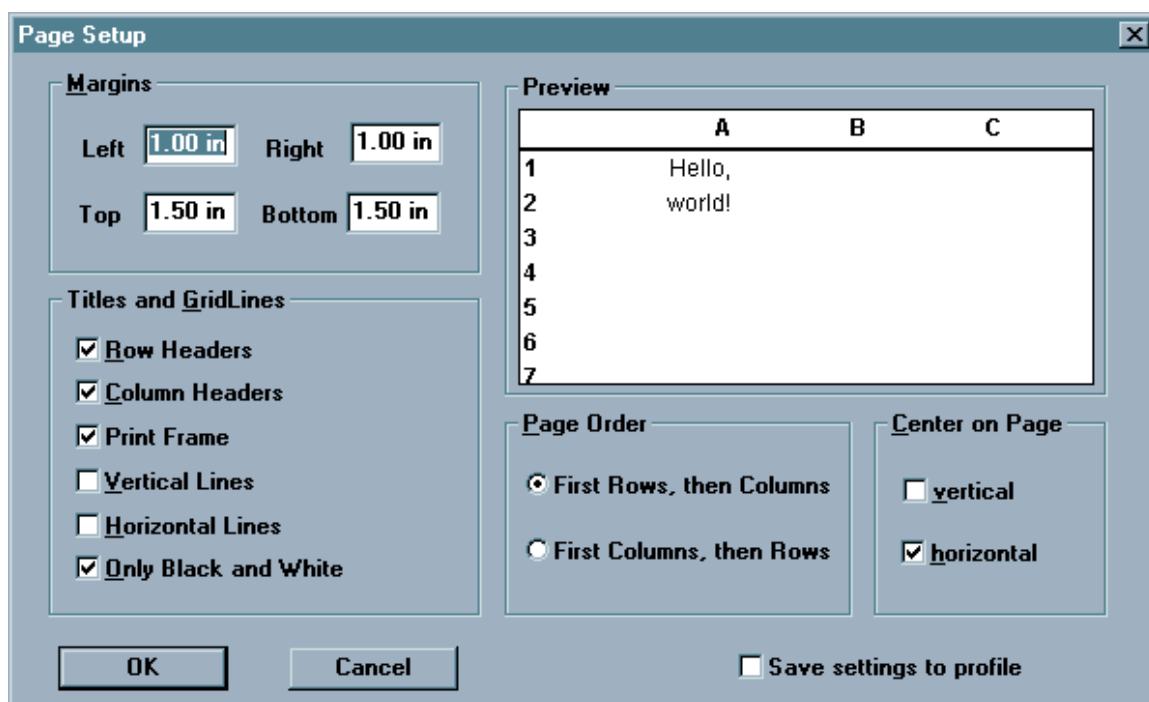 Page Setup
Margins
Left 1.00 in Right 1.00 in
Top 1.50 in Bottom 1.50 in
Titles and GridLines
Row Headers
Column Headers
Print Frame
Vertical Lines
Horizontal Lines
Only Black and White
Preview
A B C
1 Hello,
2 world!
3
4
5
6
7
Page Order
First Rows, then Columns
First Columns, then Rows
Center on Page
vertical
horizontal
OK Cancel Save settings to profile